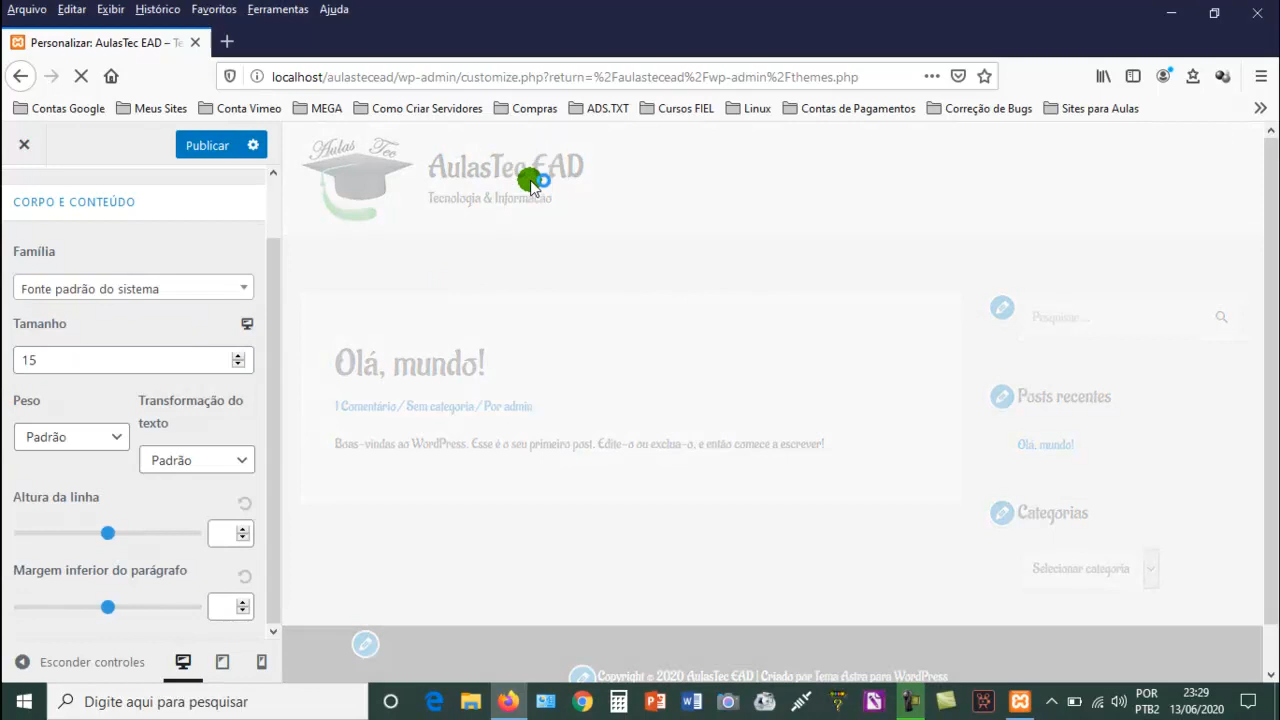 Arquivo Editar Exibir Histórico Favoritos Ferramentas Ajuda
Personalizar: AulasTec EAD – Te
localhost/aulastecead/wp-admin/customize.php?return=%2Faulastecead%2Fwp-admin%2Fthemes.php
Contas Google Meus Sites Conta Vimeo MEGA Como Criar Servidores Compras ADS.TXT Cursos FIEL Linux Contas de Pagamentos Correção de Bugs Sites para Aulas
Publicar
CORPO E CONTEÚDO
Família
Fonte padrão do sistema
Tamanho
15
Peso
Transformação do texto
Padrão
Padrão
Altura da linha
Margem inferior do parágrafo
Esconder controles
Aulas Tec
AulasTec EAD
Tecnologia & Informacao
Olá, mundo!
1 Comentário / Sem categoria / Por admin
Boas-vindas ao WordPress. Esse é o seu primeiro post. Edite-o ou exclua-o, e então comece a escrever!
Pesquisar...
Posts recentes
Olá, mundo!
Categorias
Selecionar categoria
Copyright © 2020 AulasTec EAD | Criado por Tema Astro para WordPress
Digite aqui para pesquisar
POR
PTB2
23:29
13/06/2020